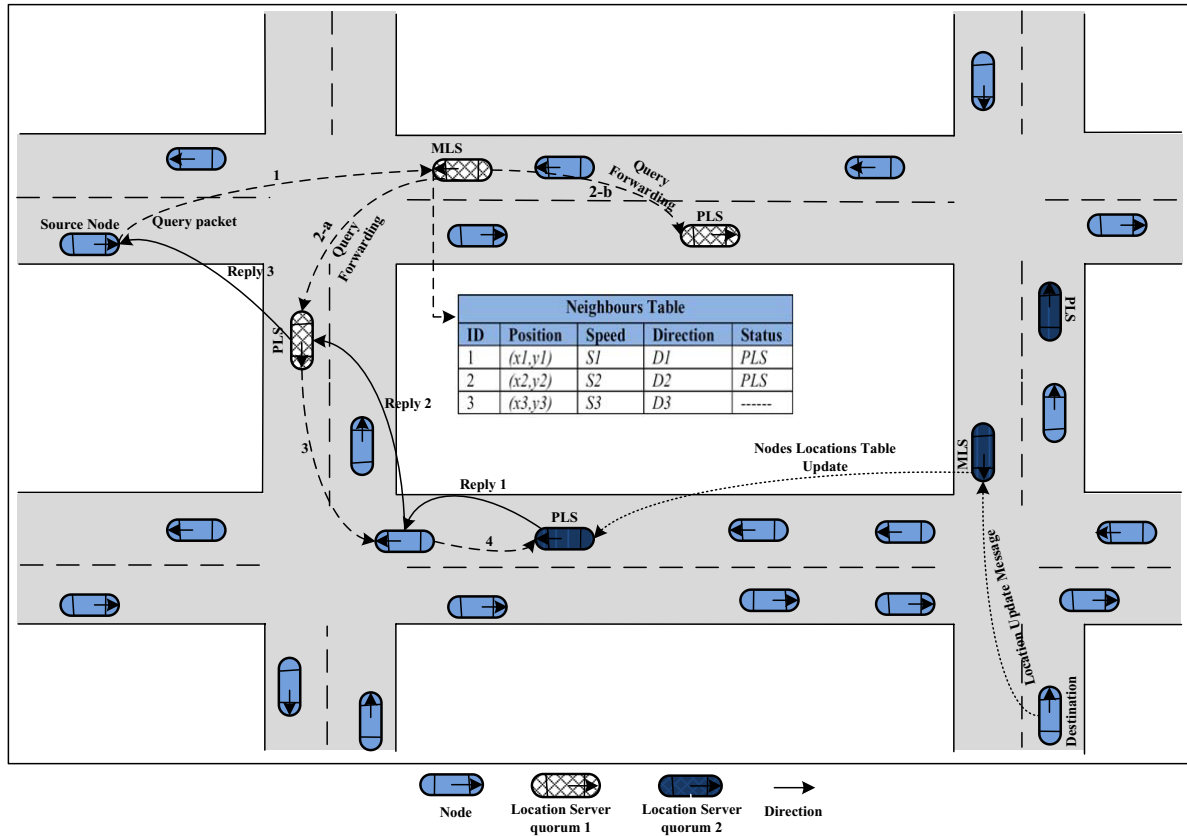 MLS
1
Query Forwarding
2-b
Source Node
Query packet
PLS
2-a
Query Forwarding
Reply 3
PLS
PLS
Neighbours Table
ID Position Speed Direction Status
1 (x1,y1) S1 D1 PLS
2 (x2,y2) S2 D2 PLS
3 (x3,y3) S3 D3 ------
Reply 2
3
MLS
Nodes Locations Table
Update
Reply 1
PLS
4
Location Update Message
Destination
Node
Location Server
quorum 1
Location Server
quorum 2
Direction